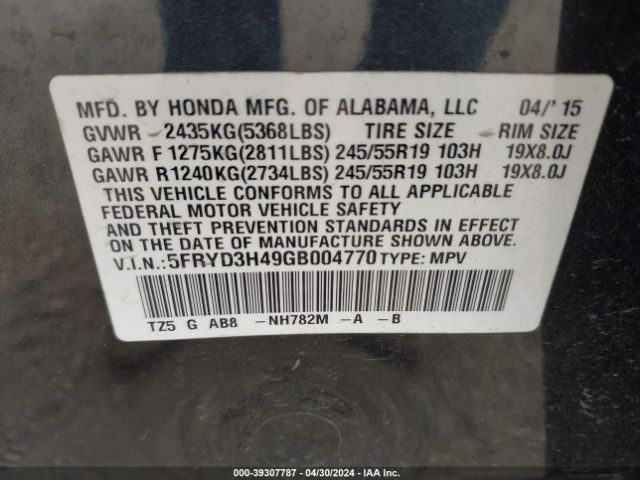 MFD. BY HONDA MFG. OF ALABAMA, LLC 04/'15
GVWR - 2435KG(5368LBS) TIRE SIZE - RIM SIZE
GAWR F 1275KG(2811LBS) 245/55R19 103H 19X8.0J
GAWR R1240KG(2734LBS) 245/55R19 103H 19X8.0J
THIS VEHICLE CONFORMS TO ALL APPLICABLE
FEDERAL MOTOR VEHICLE SAFETY
AND THEFT PREVENTION STANDARDS IN EFFECT
ON THE DATE OF MANUFACTURE SHOWN ABOVE.
V.I.N.:5FRYD3H49GB004770 TYPE: MPV
TZ5 G AB8 -NH782M -A -B
000-39307787 - 04/30/2024 - IAA Inc.